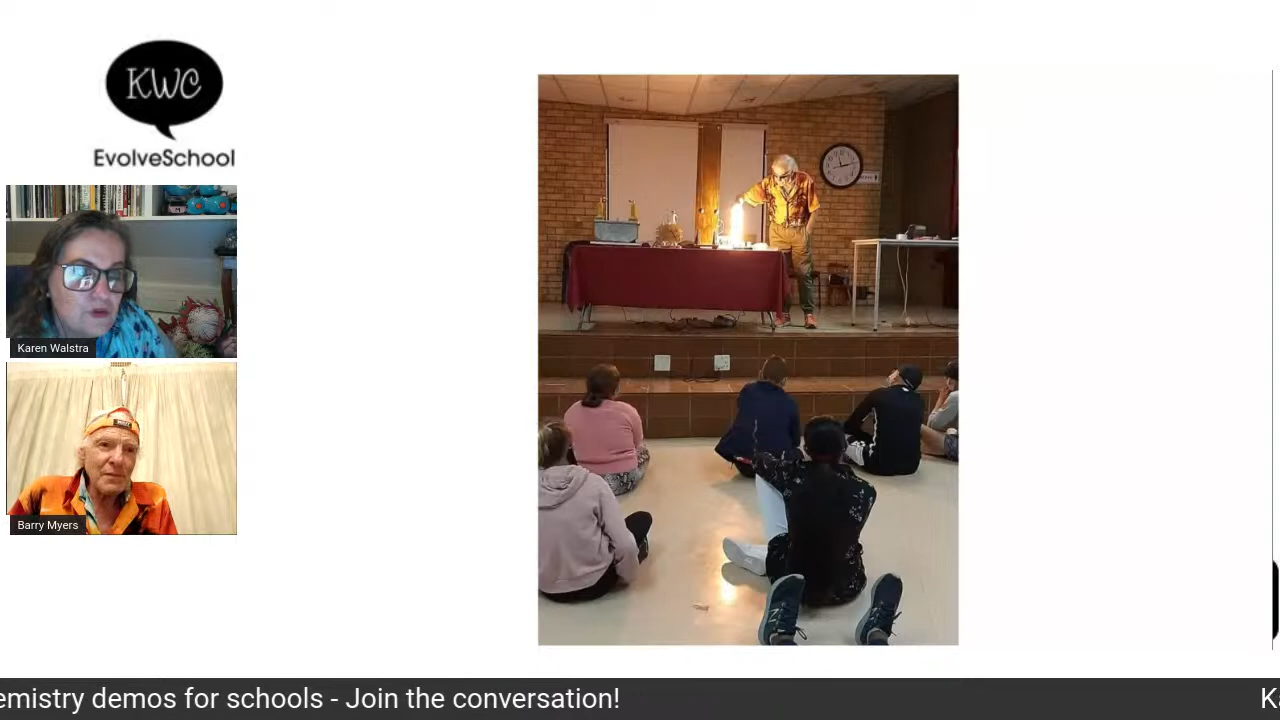 KWC
EvolveSchool
Karen Walstra
Barry Myers
emistry demos for schools - Join the conversation!